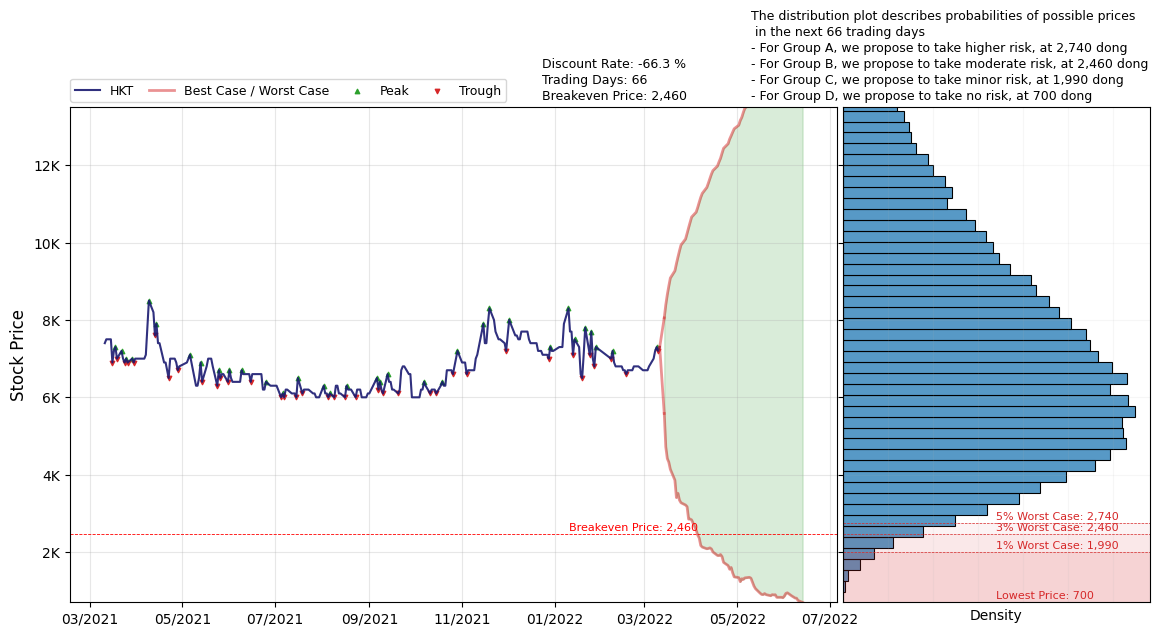 The distribution plot describes probabilities of possible prices
in the next 66 trading days
- For Group A, we propose to take higher risk, at 2,740 dong
- For Group B, we propose to take moderate risk, at 2,460 dong
- For Group C, we propose to take minor risk, at 1,990 dong
- For Group D, we propose to take no risk, at 700 dong
Discount Rate: -66.3 %
Trading Days: 66
Breakeven Price: 2,460
HKT Best Case / Worst Case Peak Trough
Stock Price
12K
10K
8K
6K
4K
2K
Breakeven Price: 2,460
5% Worst Case: 2,740
3% Worst Case: 2,460
1% Worst Case: 1,990
Lowest Price: 700
03/2021 05/2021 07/2021 09/2021 11/2021 01/2022 03/2022 05/2022 07/2022
Density